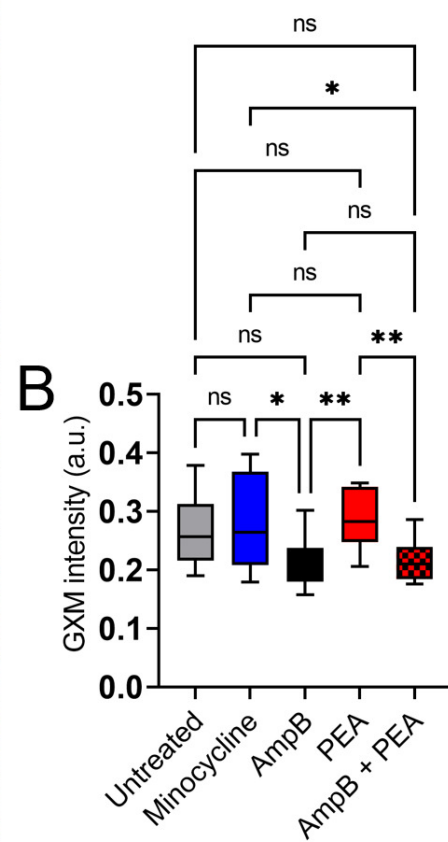 ns
*
ns
ns
ns
**
ns
ns
*
**
B
GXM intensity (a.u.)
0.5
0.4
0.3
0.2
0.1
0.0
Untreated
Minocycline
AmpB
PEA
AmpB + PEA